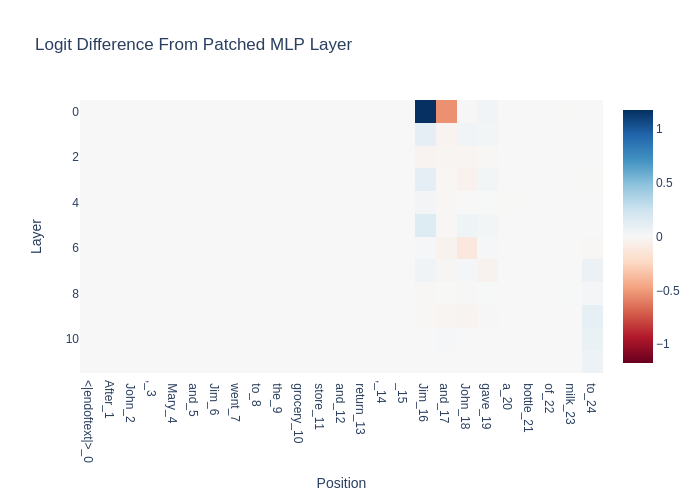 Logit Difference From Patched MLP Layer
0
2
4
6
8
10
Layer
<|endoftext|>_0
After_1
John_2
,_3
Mary_4
and_5
Jim_6
went_7
to_8
the_9
grocery_10
store_11
and_12
return_13
,_14
_15
Jim_16
and_17
John_18
gave_19
a_20
bottle_21
of_22
milk_23
to_24
Position
1
0.5
0
−0.5
−1